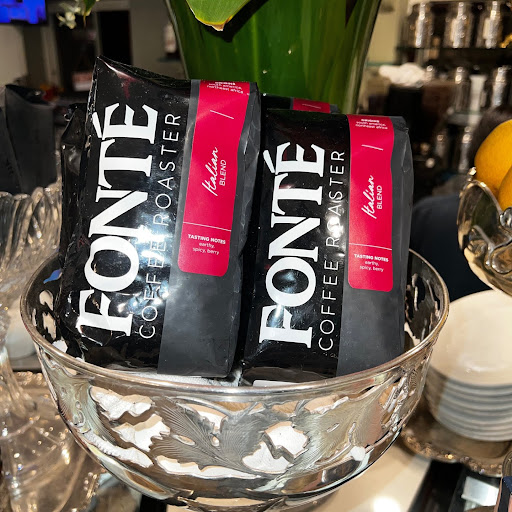 FONTÉ
COFFEE ROASTER
Italian
BLEND
TASTING NOTES
earthy,
spicy, berry
FONTÉ
COFFEE ROASTER
Italian
BLEND
TASTING NOTES
earthy,
spicy, berry